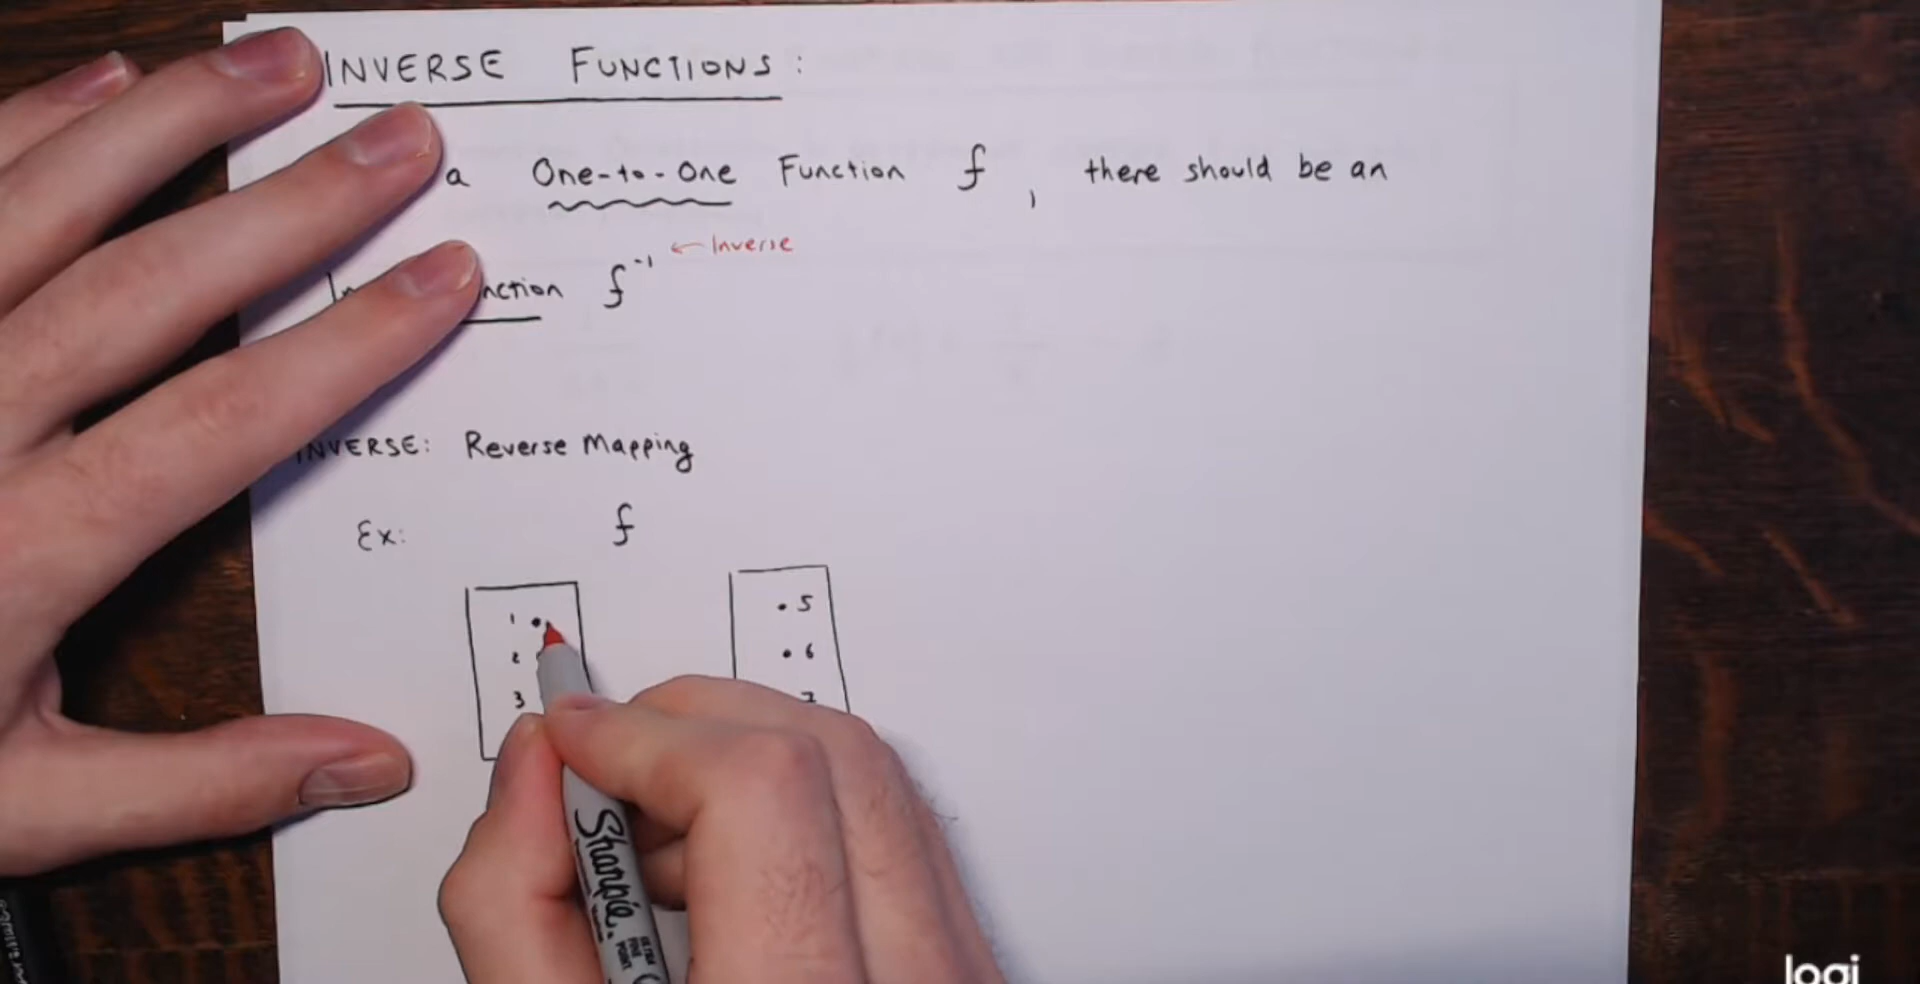 INVERSE FUNCTIONS:
a One-to-One Function f , there should be an
nction f⁻¹ ← Inverse
INVERSE: Reverse Mapping
Ex: f
1 • • 5
2 • 6
3 7
Sharpie.
logi